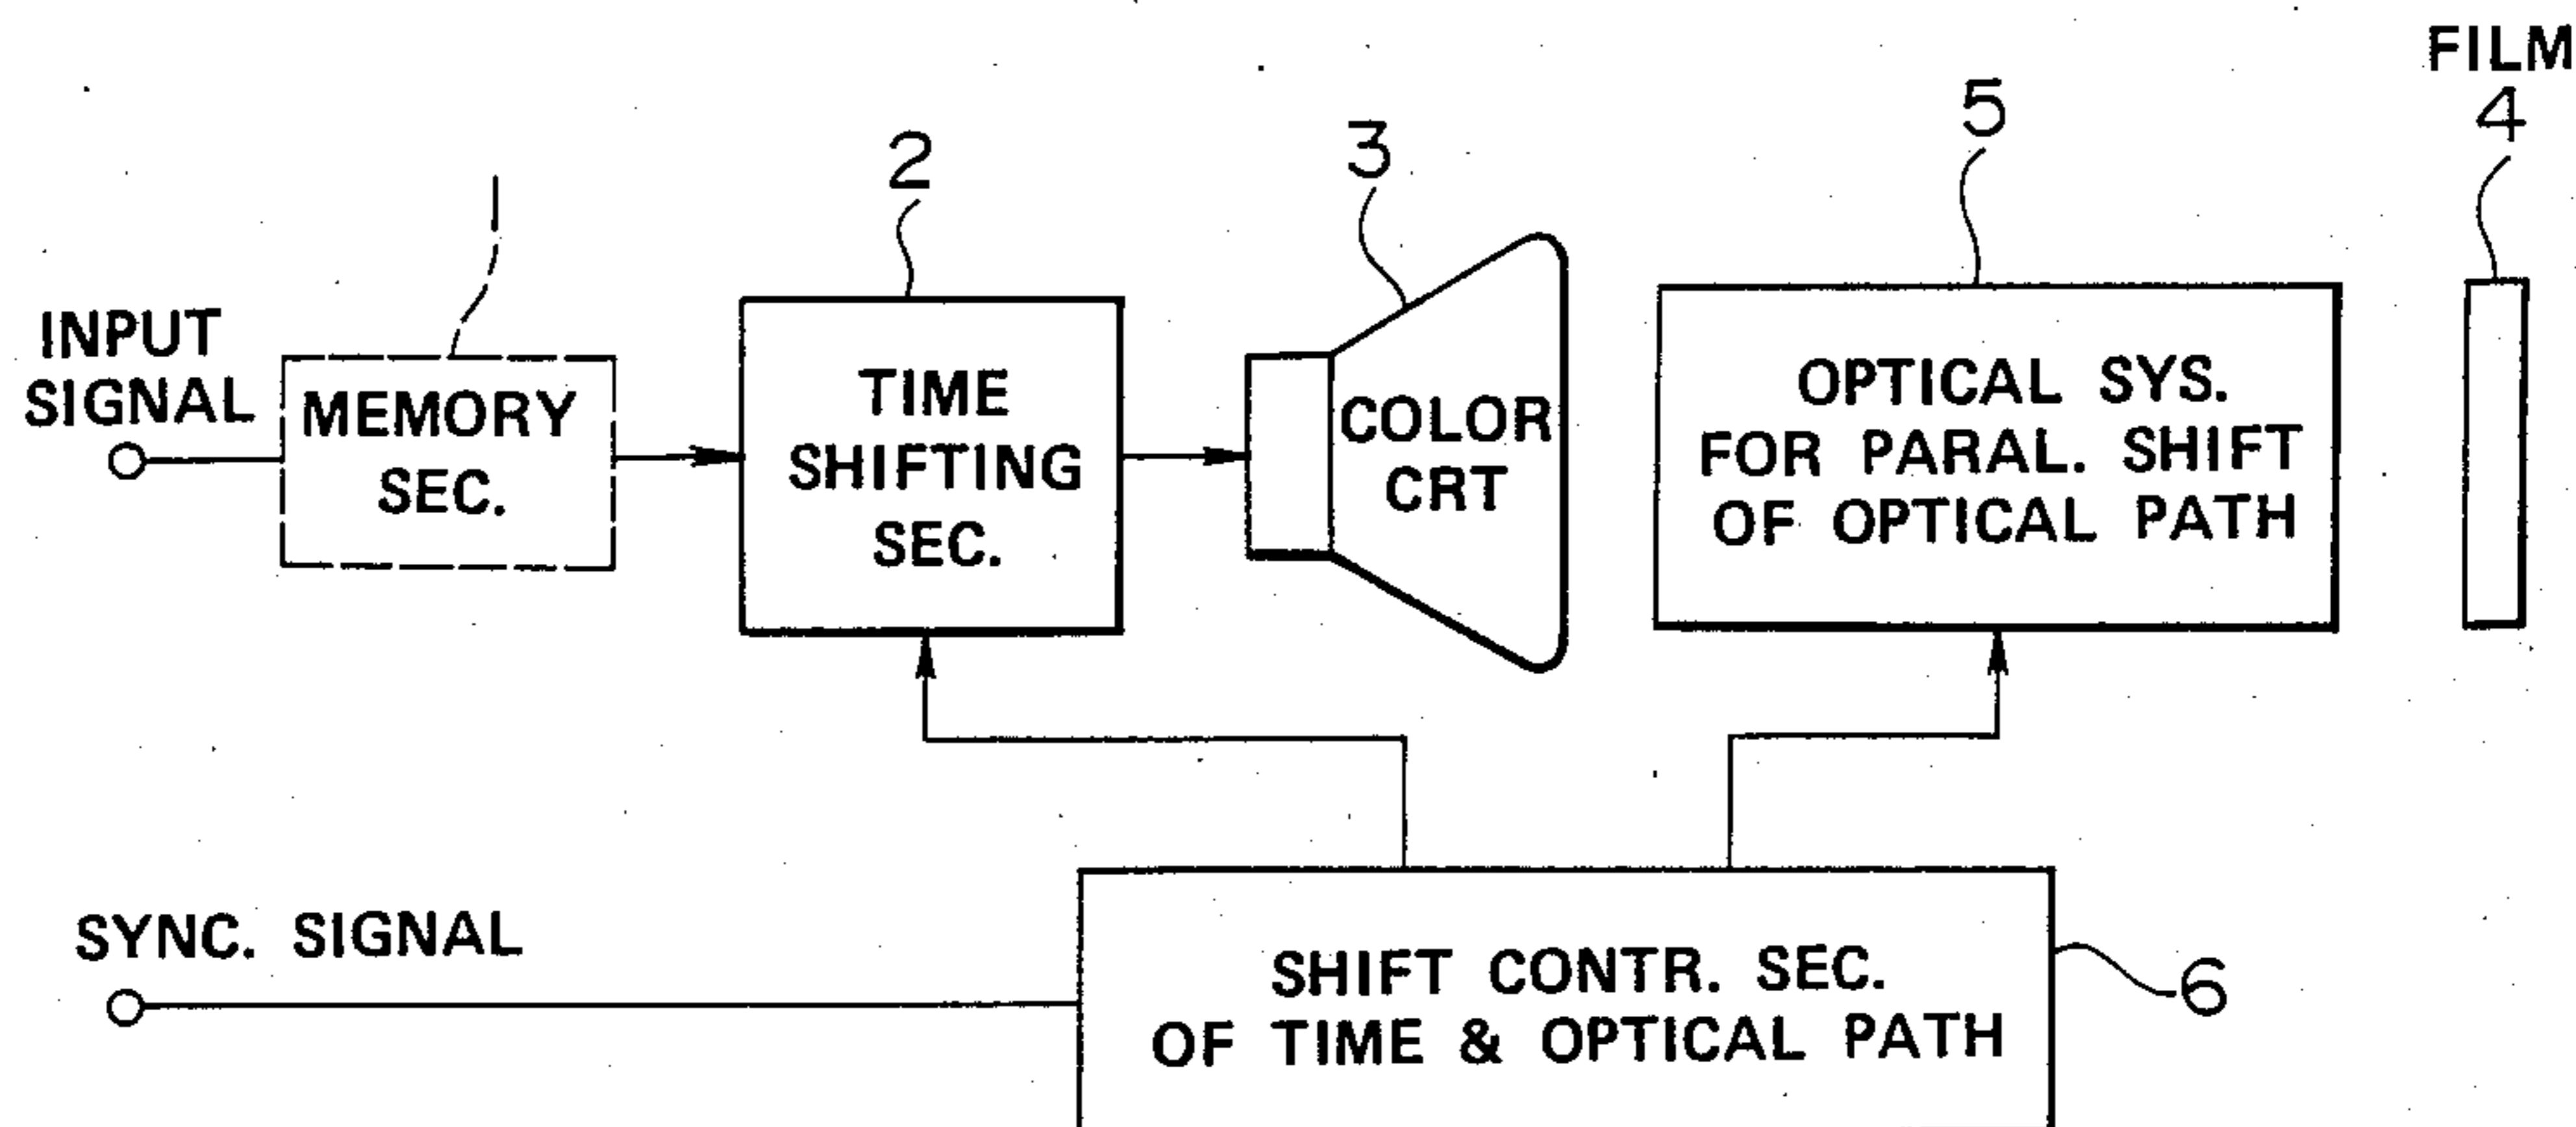 FILM
4
5
3
2
1
INPUT
SIGNAL
MEMORY
SEC.
TIME
SHIFTING
SEC.
COLOR
CRT
OPTICAL SYS.
FOR PARAL. SHIFT
OF OPTICAL PATH
SYNC. SIGNAL
SHIFT CONTR. SEC.
OF TIME & OPTICAL PATH
6